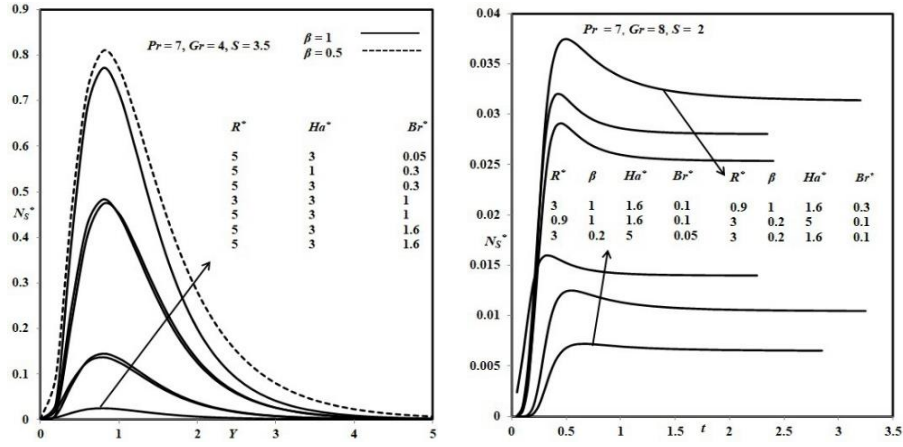 0.9
0.8
0.7
0.6
0.5
N_S*
0.4
0.3
0.2
0.1
0
0 1 2 Y 3 4 5
Pr = 7, Gr = 4, S = 3.5
β = 1
β = 0.5
R* Ha* Br*
5 3 0.05
5 1 0.3
5 3 0.3
3 3 1
5 3 1
5 3 1.6
5 3 1.6
0.04
0.035
0.03
0.025
0.02
N_S*
0.015
0.01
0.005
0
0 0.5 1 1.5 2 t 2.5 3 3.5
Pr = 7, Gr = 8, S = 2
R* β Ha* Br* R* β Ha* Br*
3 1 1.6 0.1 0.9 1 1.6 0.3
0.9 1 1.6 0.1 3 0.2 5 0.1
3 0.2 5 0.05 3 0.2 1.6 0.1